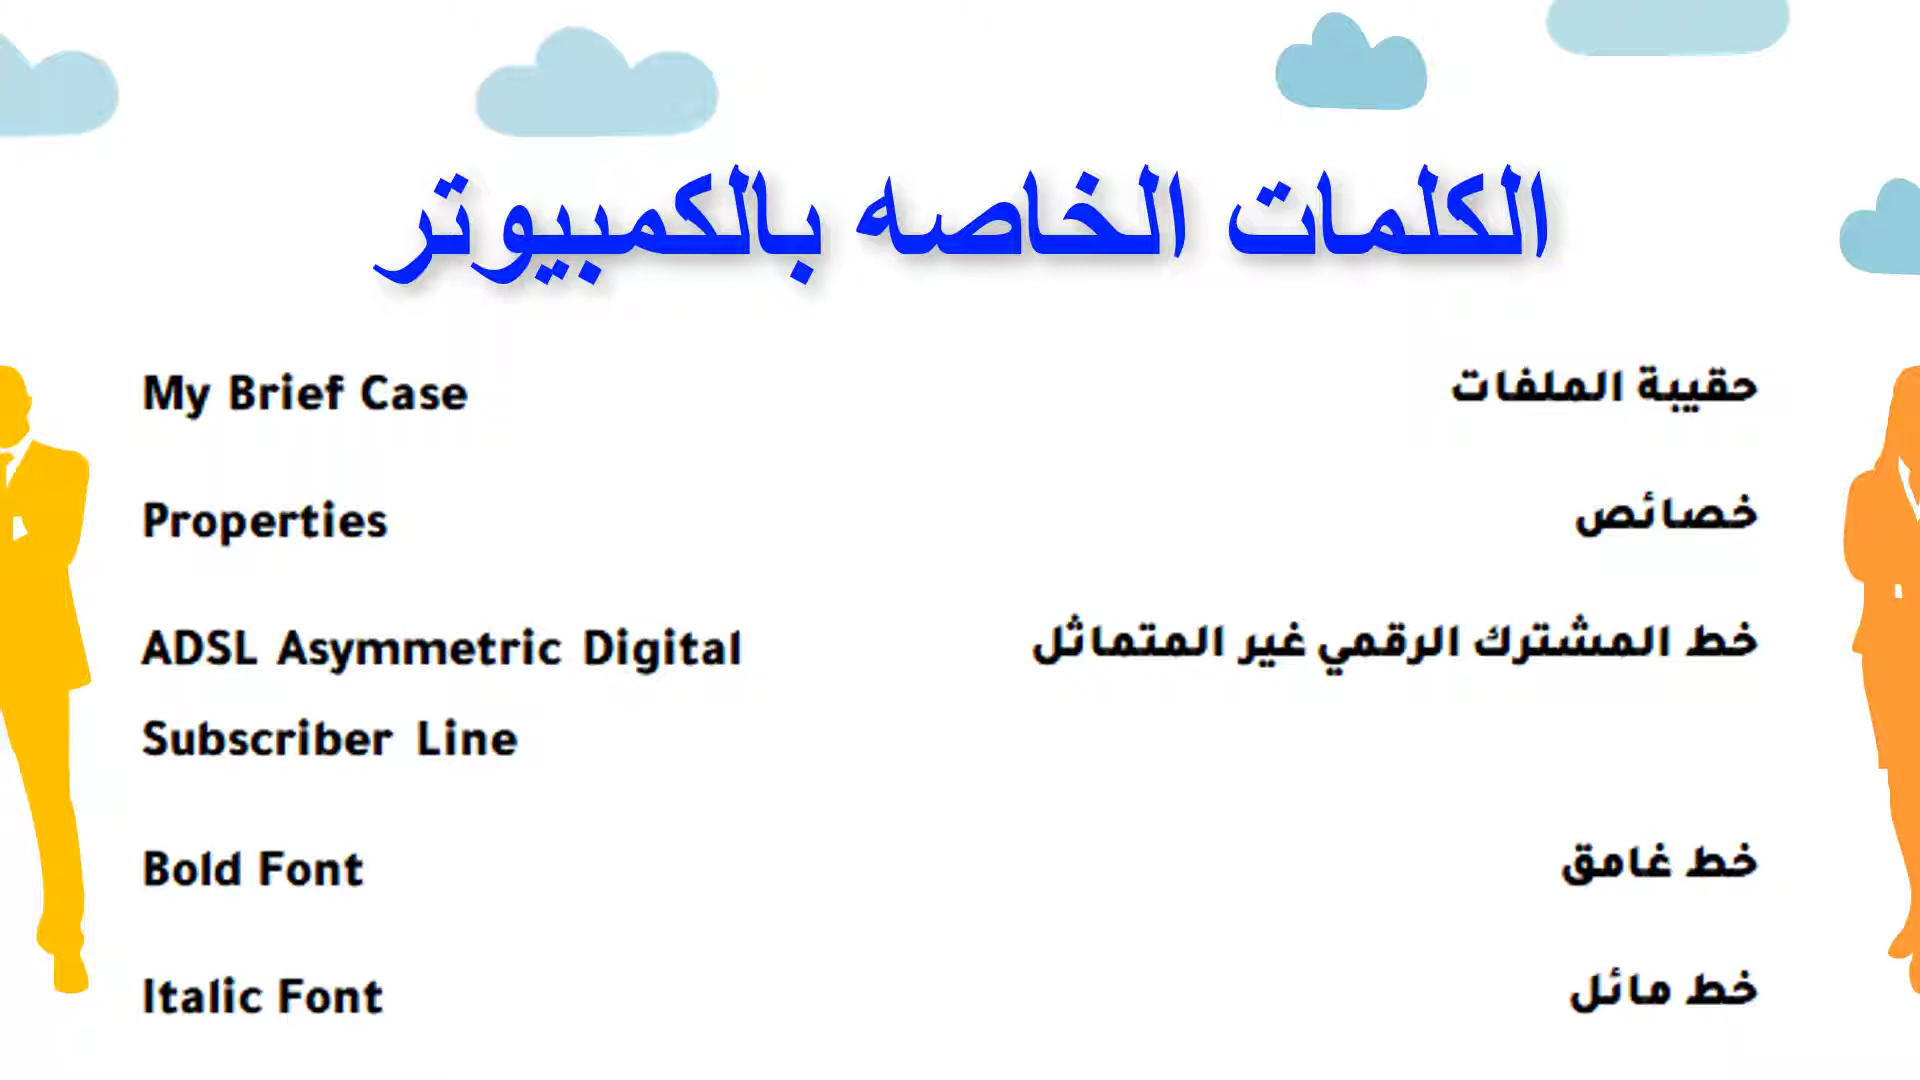 الكلمات الخاصه بالكمبيوتر
My Brief Case حقيبة الملفات
Properties خصائص
ADSL Asymmetric Digital خط المشترك الرقمي غير المتماثل
Subscriber Line
Bold Font خط غامق
Italic Font خط مائل